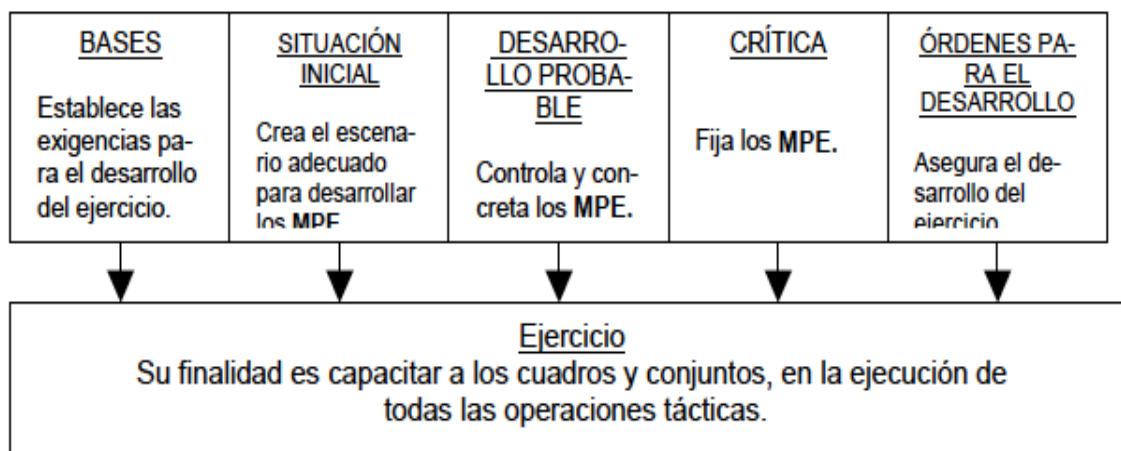 BASES
Establece las
exigencias pa-
ra el desarrollo
del ejercicio.
SITUACIÓN
INICIAL
Crea el escena-
rio adecuado
para desarrollar
los MPE
DESARRO-
LLO PROBA-
BLE
Controla y con-
creta los MPE.
CRÍTICA
Fija los MPE.
ÓRDENES PA-
RA EL
DESARROLLO
Asegura el de-
sarrollo del
ejercicio
Ejercicio
Su finalidad es capacitar a los cuadros y conjuntos, en la ejecución de
todas las operaciones tácticas.